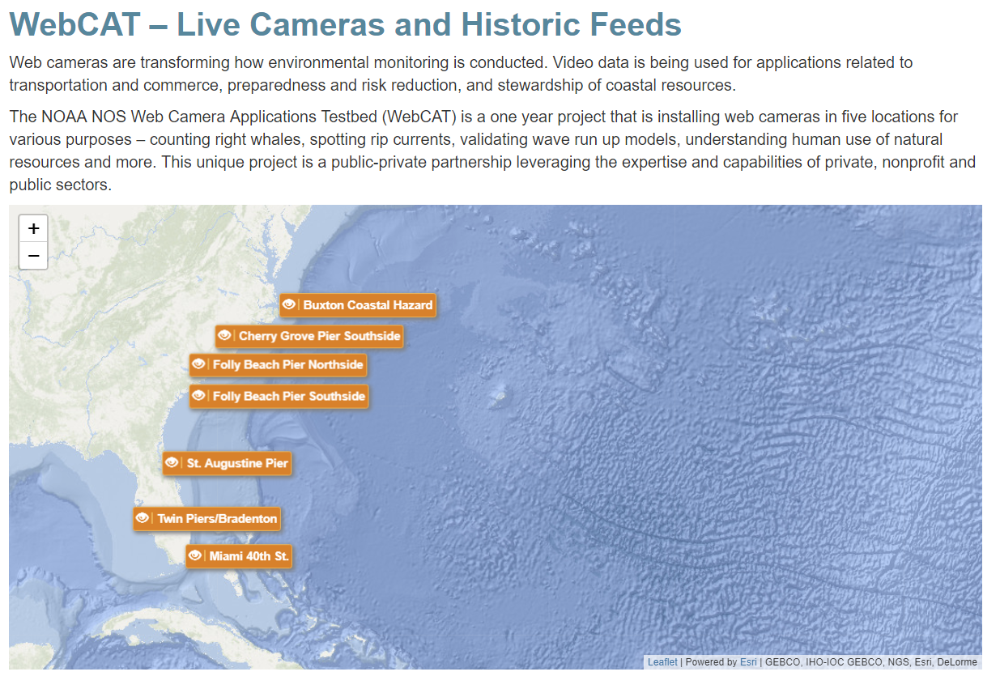 WebCAT – Live Cameras and Historic Feeds
Web cameras are transforming how environmental monitoring is conducted. Video data is being used for applications related to
transportation and commerce, preparedness and risk reduction, and stewardship of coastal resources.
The NOAA NOS Web Camera Applications Testbed (WebCAT) is a one year project that is installing web cameras in five locations for
various purposes – counting right whales, spotting rip currents, validating wave run up models, understanding human use of natural
resources and more. This unique project is a public-private partnership leveraging the expertise and capabilities of private, nonprofit and
public sectors.
+
−
Buxton Coastal Hazard
Cherry Grove Pier Southside
Folly Beach Pier Northside
Folly Beach Pier Southside
St. Augustine Pier
Twin Piers/Bradenton
Miami 40th St.
Leaflet | Powered by Esri | GEBCO, IHO-IOC GEBCO, NGS, Esri, DeLorme